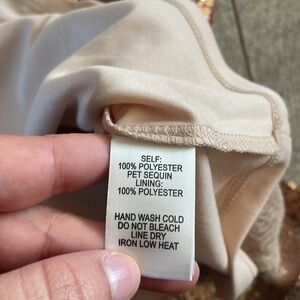 SELF:
100% POLYESTER
PET SEQUIN
LINING:
100% POLYESTER
HAND WASH COLD
DO NOT BLEACH
LINE DRY
IRON LOW HEAT